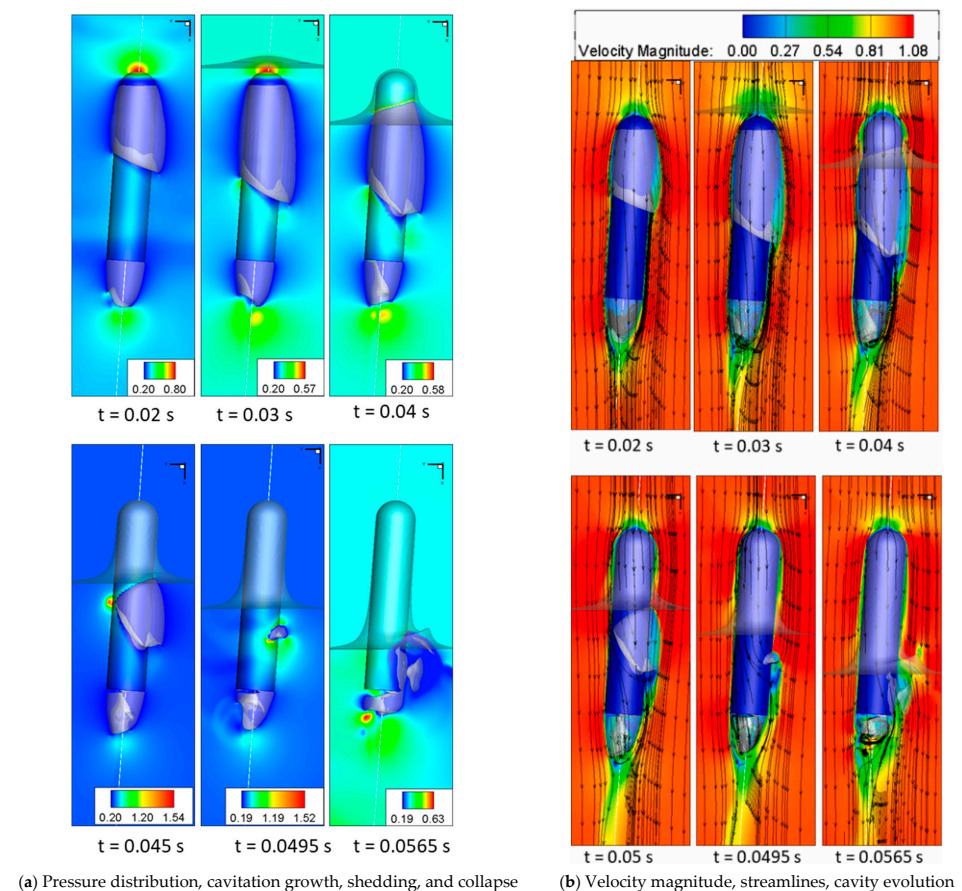 0.20 0.80
0.20 0.57
0.20 0.58
t = 0.02 s
t = 0.03 s
t = 0.04 s
0.20 1.20 1.54
0.19 1.19 1.52
0.19 0.63
t = 0.045 s
t = 0.0495 s
t = 0.0565 s
(a) Pressure distribution, cavitation growth, shedding, and collapse
Velocity Magnitude: 0.00 0.27 0.54 0.81 1.08
t = 0.02 s
t = 0.03 s
t = 0.04 s
t = 0.05 s
t = 0.0495 s
t = 0.0565 s
(b) Velocity magnitude, streamlines, cavity evolution